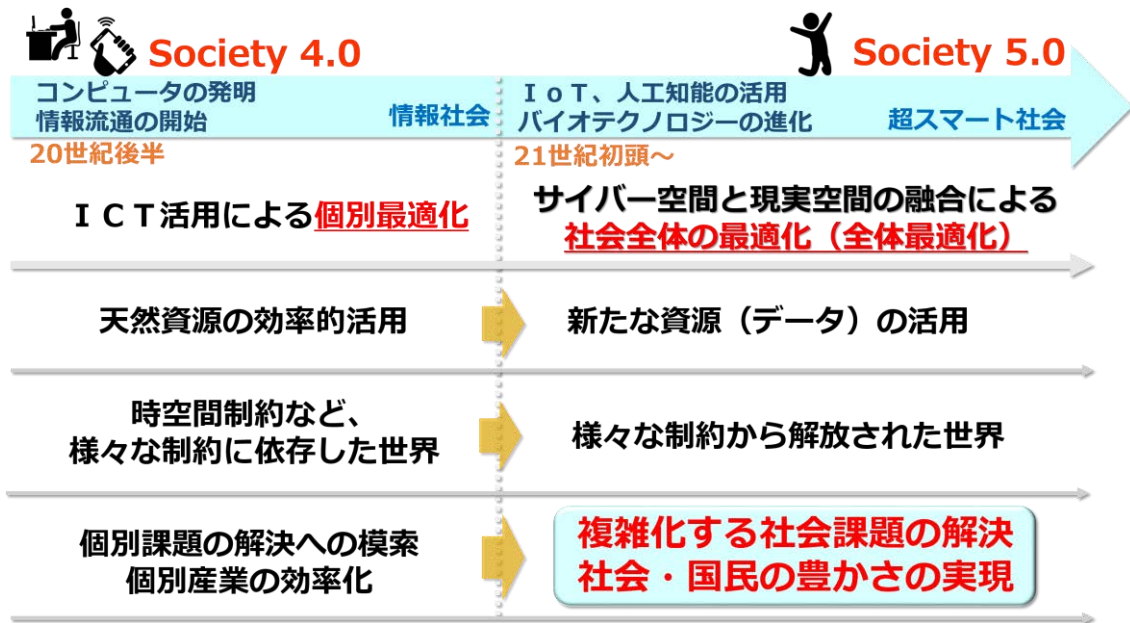 Society 4.0
Society 5.0
コンピュータの発明
情報流通の開始
情報社会
ＩｏＴ、人工知能の活用
バイオテクノロジーの進化
超スマート社会
20世紀後半
21世紀初頭～
ＩＣＴ活用による個別最適化
サイバー空間と現実空間の融合による
社会全体の最適化（全体最適化）
天然資源の効率的活用
新たな資源（データ）の活用
時空間制約など、
様々な制約に依存した世界
様々な制約から解放された世界
個別課題の解決への模索
個別産業の効率化
複雑化する社会課題の解決
社会・国民の豊かさの実現